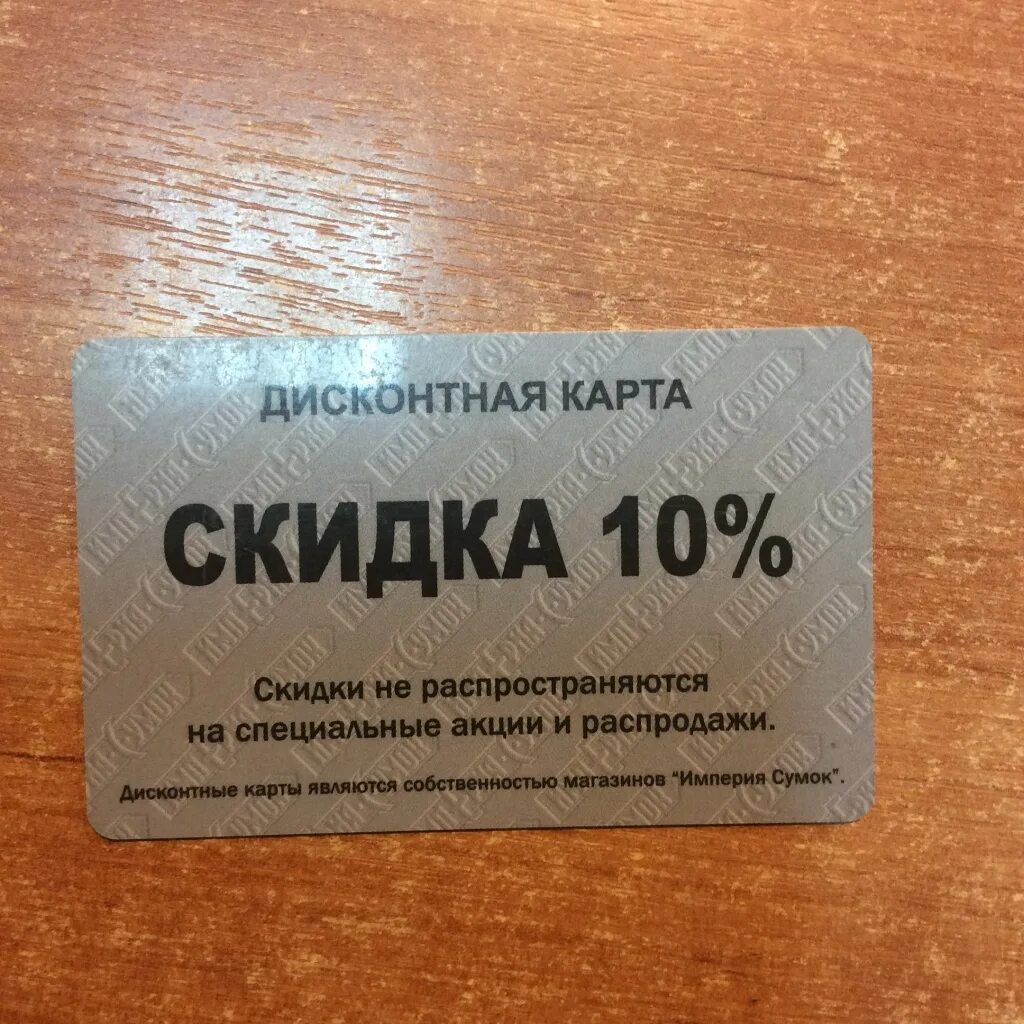 ДИСКОНТНАЯ КАРТА
СКИДКА 10%
Скидки не распространяются
на специальные акции и распродажи.
Дисконтные карты являются собственностью магазинов "Империя Сумок".